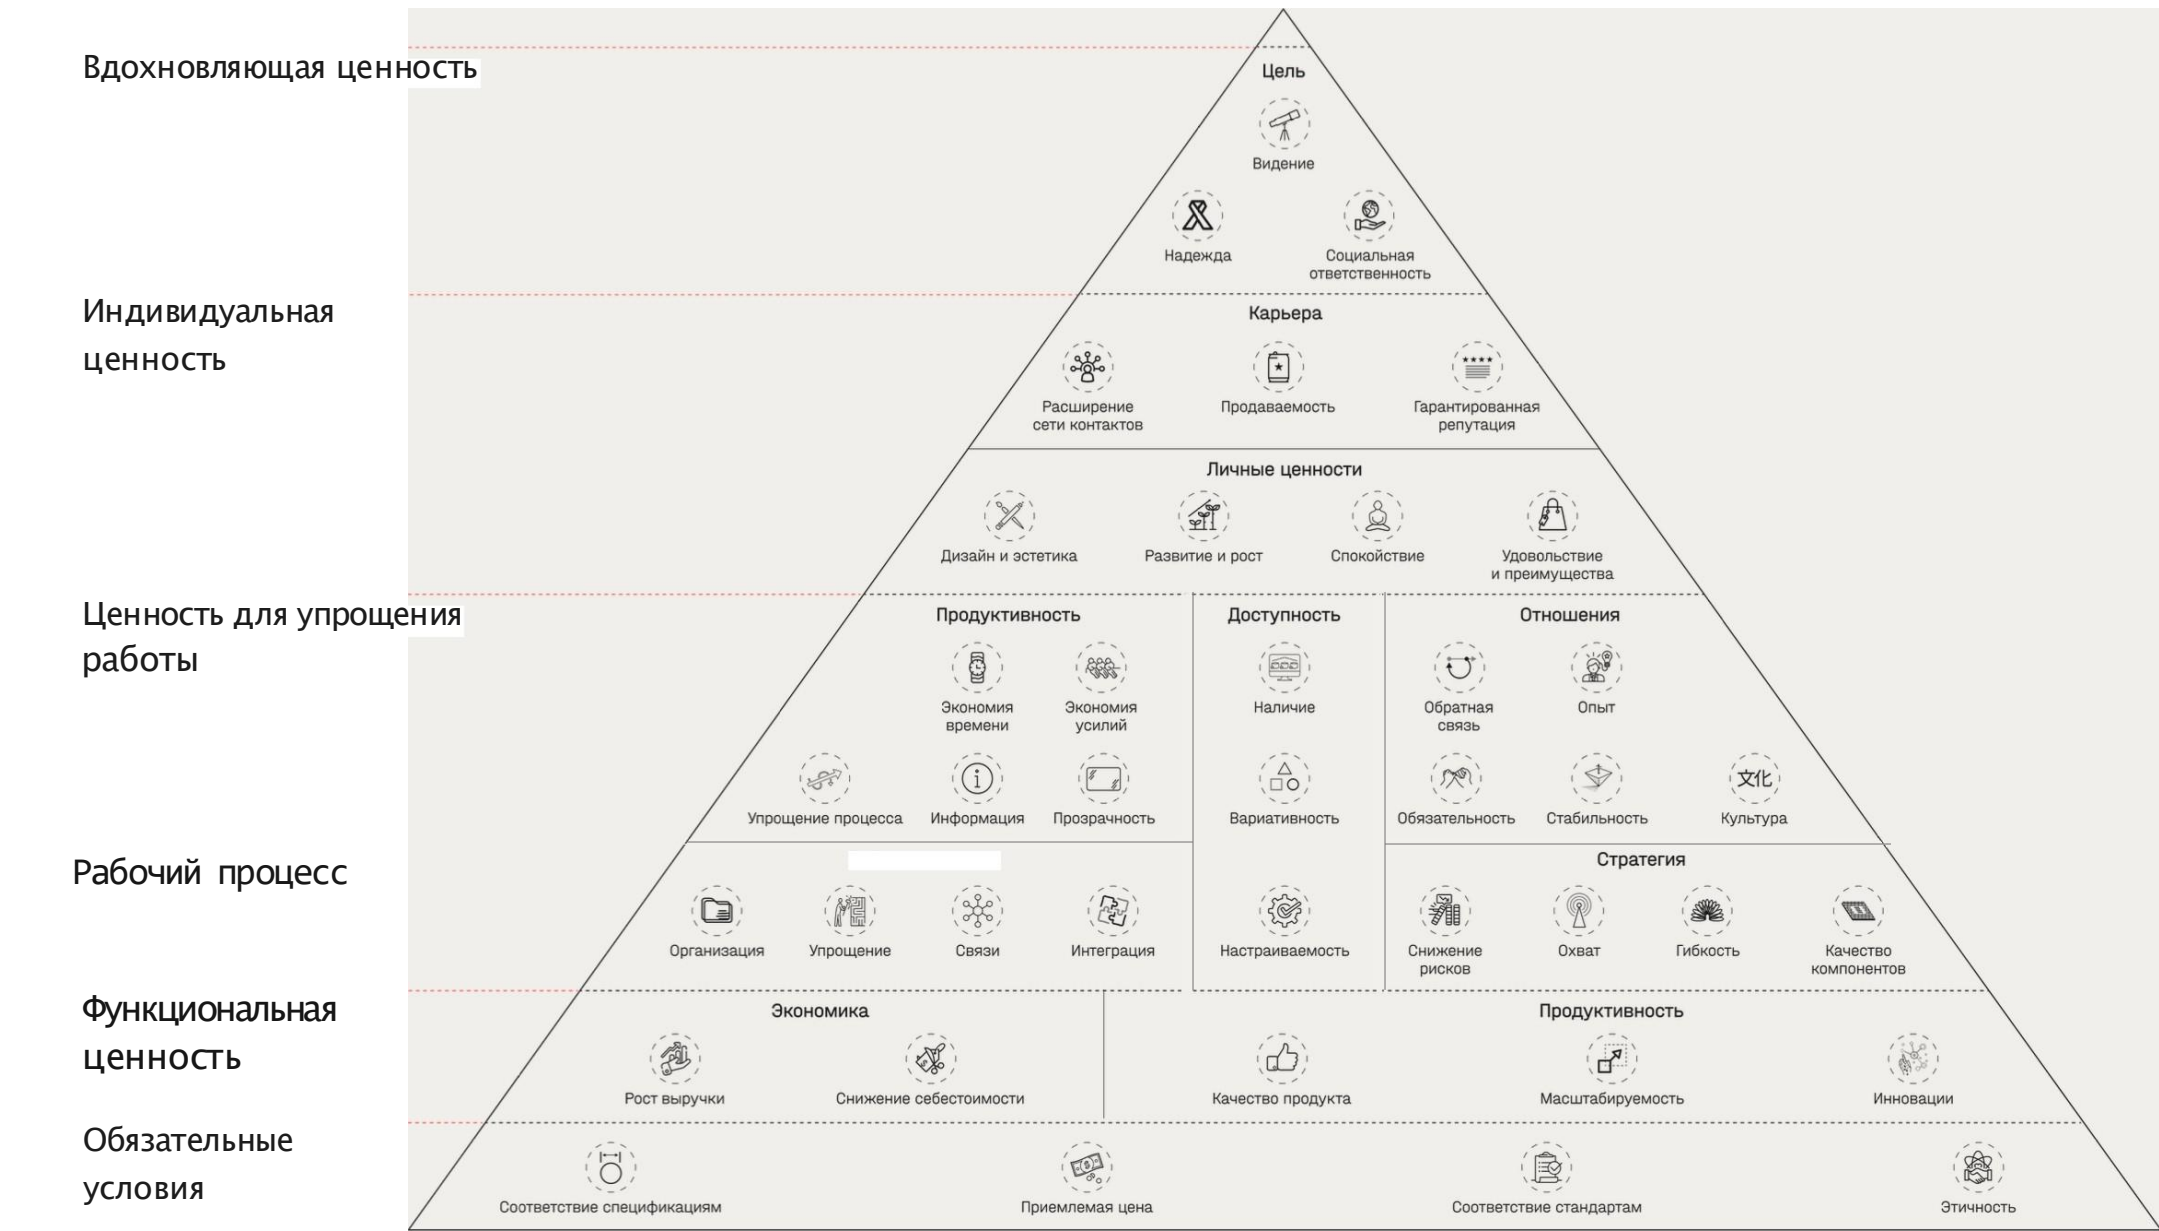 Вдохновляющая ценность
Цель
Видение
Надежда
Социальная
ответственность
Индивидуальная
ценность
Карьера
Расширение
сети контактов
Продаваемость
Гарантированная
репутация
Личные ценности
Дизайн и эстетика
Развитие и рост
Спокойствие
Удовольствие
и преимущества
Ценность для упрощения
работы
Продуктивность
Экономия
времени
Экономия
усилий
Упрощение процесса
Информация
Прозрачность
Доступность
Наличие
Вариативность
Настраиваемость
Отношения
Обратная
связь
Опыт
Обязательность
Стабильность
文化
Культура
Рабочий процесс
Организация
Упрощение
Связи
Интеграция
Стратегия
Снижение
рисков
Охват
Гибкость
Качество
компонентов
Функциональная
ценность
Экономика
Рост выручки
Снижение себестоимости
Продуктивность
Качество продукта
Масштабируемость
Инновации
Обязательные
условия
Соответствие спецификациям
Приемлемая цена
Соответствие стандартам
Этичность